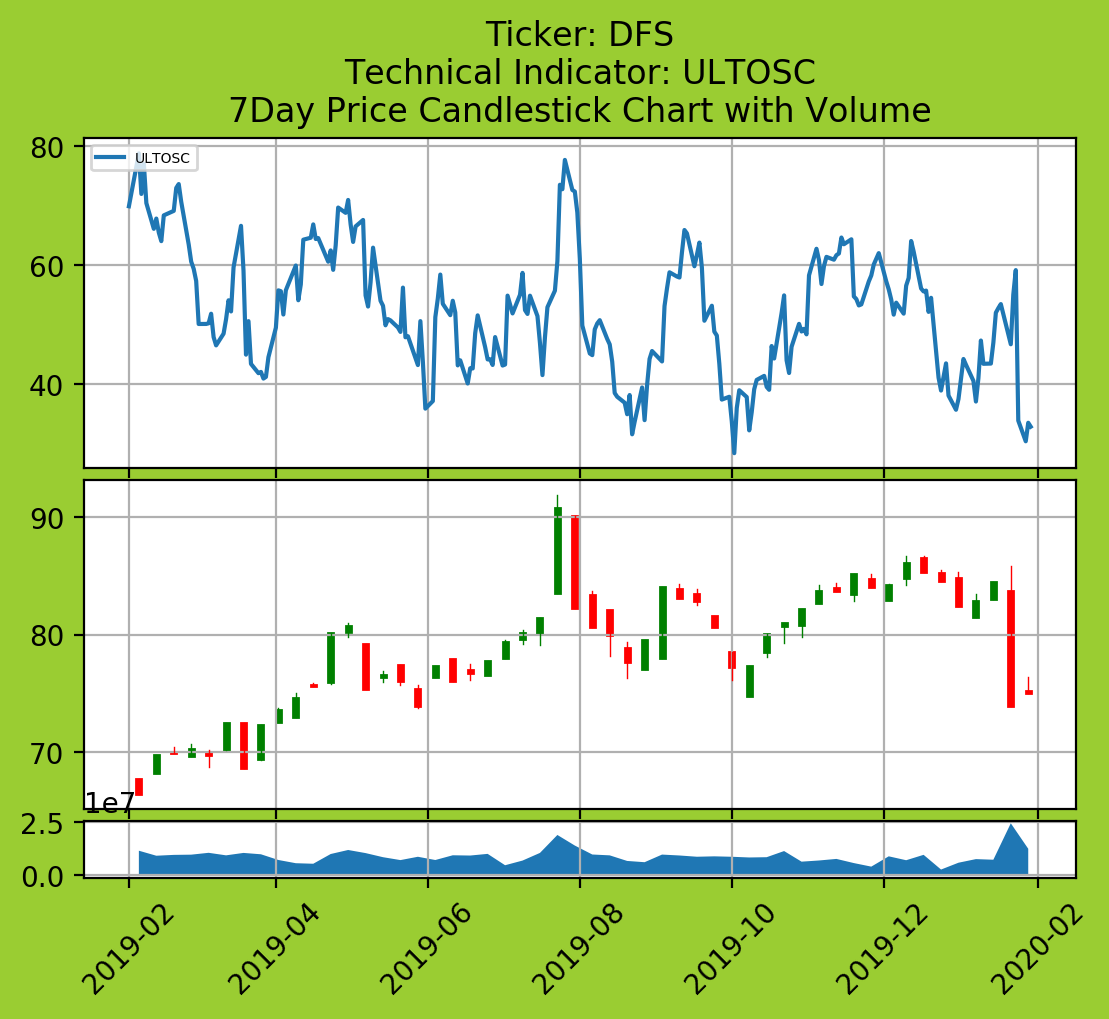 Ticker: DFS
Technical Indicator: ULTOSC
7Day Price Candlestick Chart with Volume
80
ULTOSC
60
40
90
80
70
1e7
2.5
0.0
2019-02 2019-04 2019-06 2019-08 2019-10 2019-12 2020-02